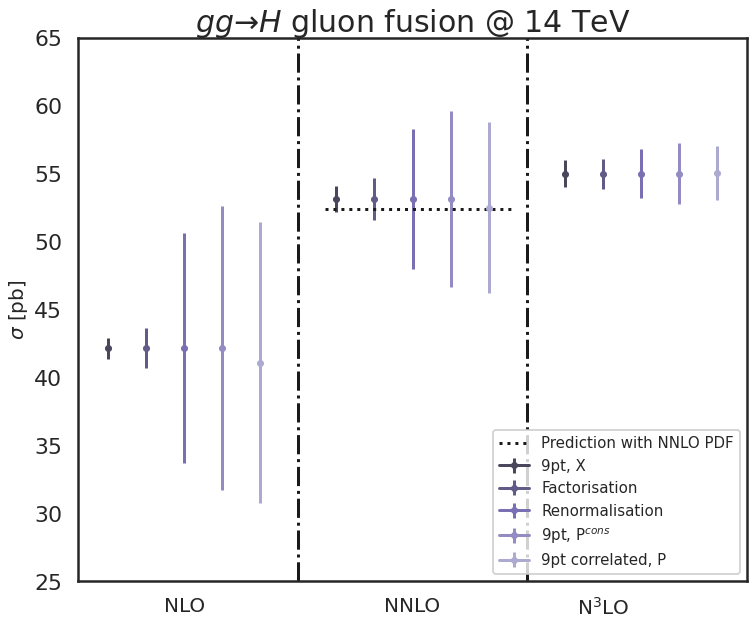 gg→H gluon fusion @ 14 TeV
65
60
55
50
45
40
35
30
25
σ [pb]
NLO
NNLO
N³LO
Prediction with NNLO PDF
9pt, X
Factorisation
Renormalisation
9pt, Pᶜᵒⁿˢ
9pt correlated, P